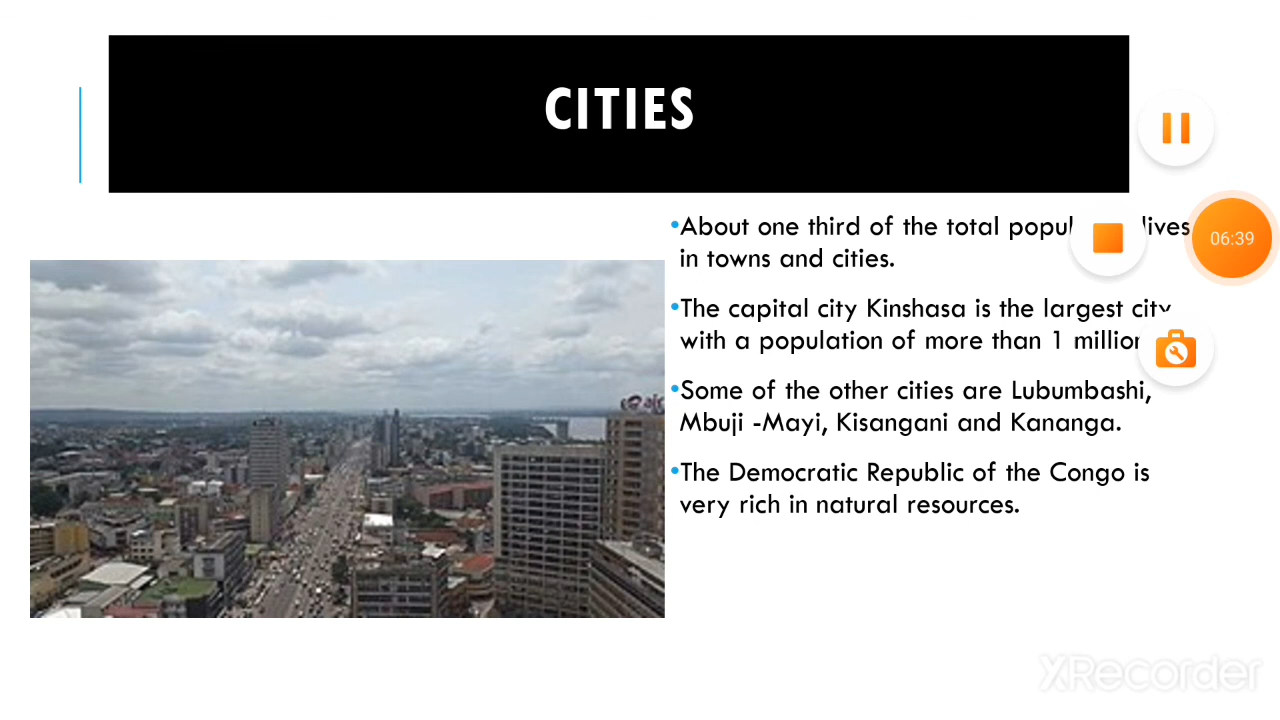 CITIES
•About one third of the total lives
in towns and cities.
•The capital city Kinshasa is the largest city
with a population of more than 1 million
•Some of the other cities are Lubumbashi,
Mbuji -Mayi, Kisangani and Kananga.
•The Democratic Republic of the Congo is
very rich in natural resources.
06:39
XRecorder